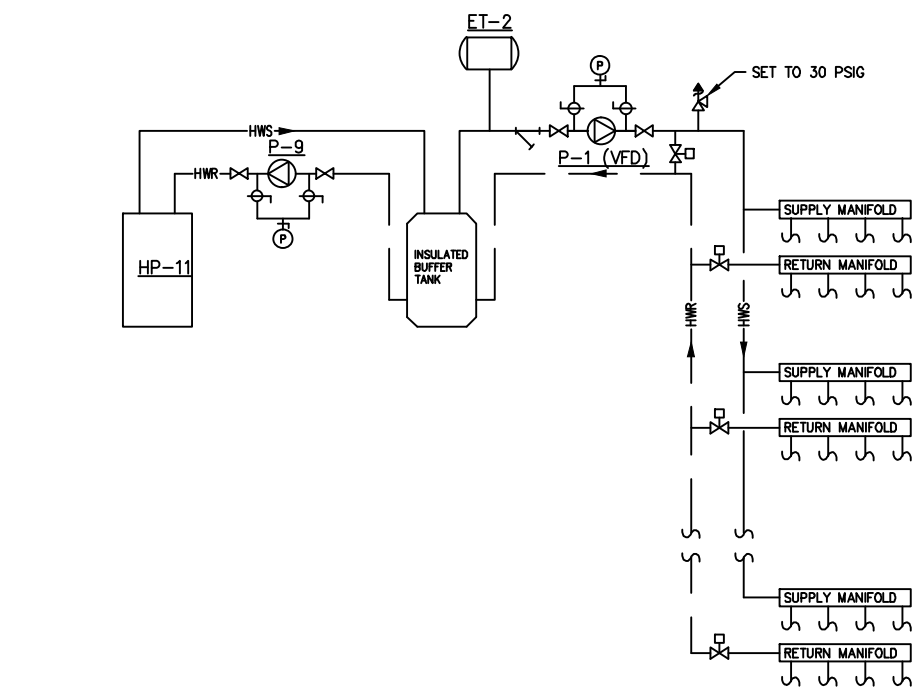 ET-2
P
SET TO 30 PSIG
HWS
P-9
P-1 (VFD)
HWR
SUPPLY MANIFOLD
P
INSULATED
BUFFER
TANK
HP-11
RETURN MANIFOLD
HWR
HWS
SUPPLY MANIFOLD
RETURN MANIFOLD
SUPPLY MANIFOLD
RETURN MANIFOLD